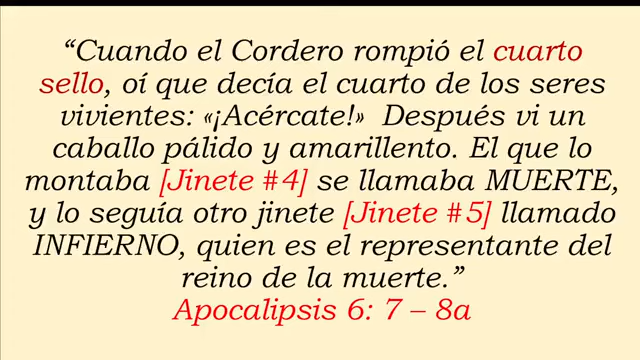 “Cuando el Cordero rompió el cuarto
sello, oí que decía el cuarto de los seres
vivientes: «¡Acércate!»  Después vi un
caballo pálido y amarillento. El que lo
montaba [Jinete #4] se llamaba MUERTE,
y lo seguía otro jinete [Jinete #5] llamado
INFIERNO, quien es el representante del
reino de la muerte.”
Apocalipsis 6: 7 – 8a